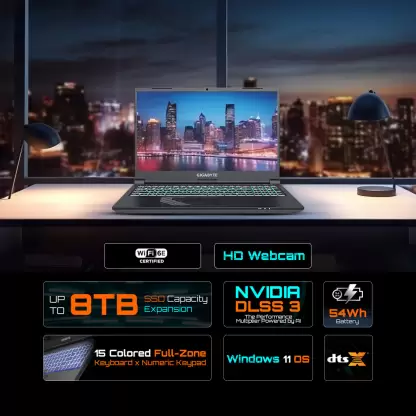 GIGABYTE
WiFi 6E
CERTIFIED
HD Webcam
UP TO
8TB
SSD Capacity
Expansion
NVIDIA
DLSS 3
The Performance
Multiplier Powered by AI
54Wh
Battery
15 Colored Full-Zone
Keyboard x Numeric Keypad
Windows 11 OS
dts X